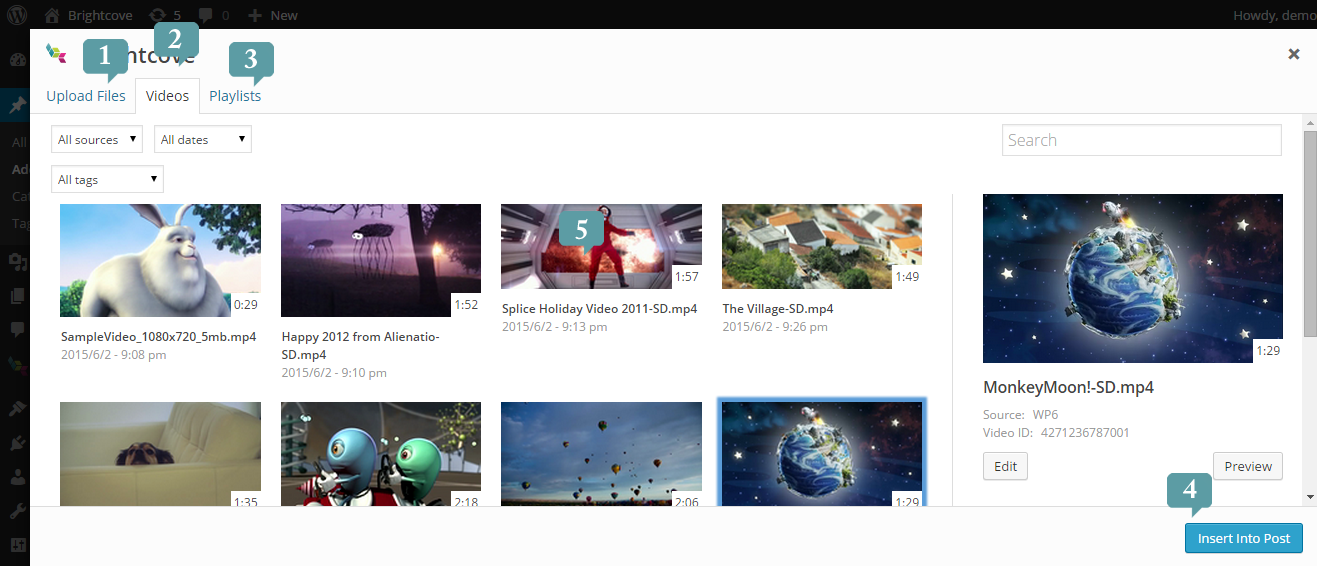 Brightcove 5 0 New Howdy, demo
1 2 3
Upload Files Videos Playlists
All sources All dates Search
All tags
All
Ad
Ca
Ta
5
0:29 1:52 1:57 1:49
SampleVideo_1080x720_5mb.mp4
2015/6/2 - 9:08 pm
Happy 2012 from Alienatio-
SD.mp4
2015/6/2 - 9:10 pm
Splice Holiday Video 2011-SD.mp4
2015/6/2 - 9:13 pm
The Village-SD.mp4
2015/6/2 - 9:26 pm
1:35 2:18 2:06 1:29
1:29
MonkeyMoon!-SD.mp4
Source: WP6
Video ID: 4271236787001
Edit Preview
4
Insert Into Post